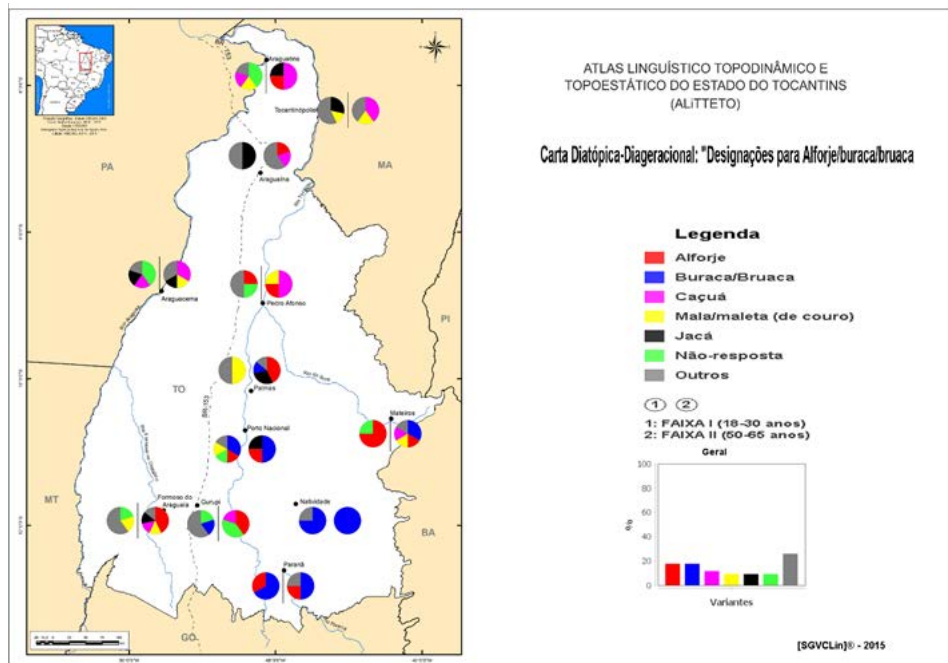 ATLAS LINGUÍSTICO TOPODINÂMICO E
TOPOESTÁTICO DO ESTADO DO TOCANTINS
(ALiTTETO)
Carta Diatópica-Diageracional: "Designações para Alforje/buraca/bruaca
Legenda
Alforje
Buraca/Bruaca
Caçuá
Mala/maleta (de couro)
Jacá
Não-resposta
Outros
1 2
1: FAIXA I (18-30 anos)
2: FAIXA II (50-65 anos)
Geral
%
100
80
60
40
20
0
Variantes
[SGVCLin]® - 2015
Araguatins
Tocantinópolis
PA
MA
Araguaína
Araguacema
Pedro Afonso
PI
TO
BR-153
Palmas
Mateiros
Porto Nacional
MT
Formoso do
Araguaia
Gurupi
Natividade
BA
Paranã
GO